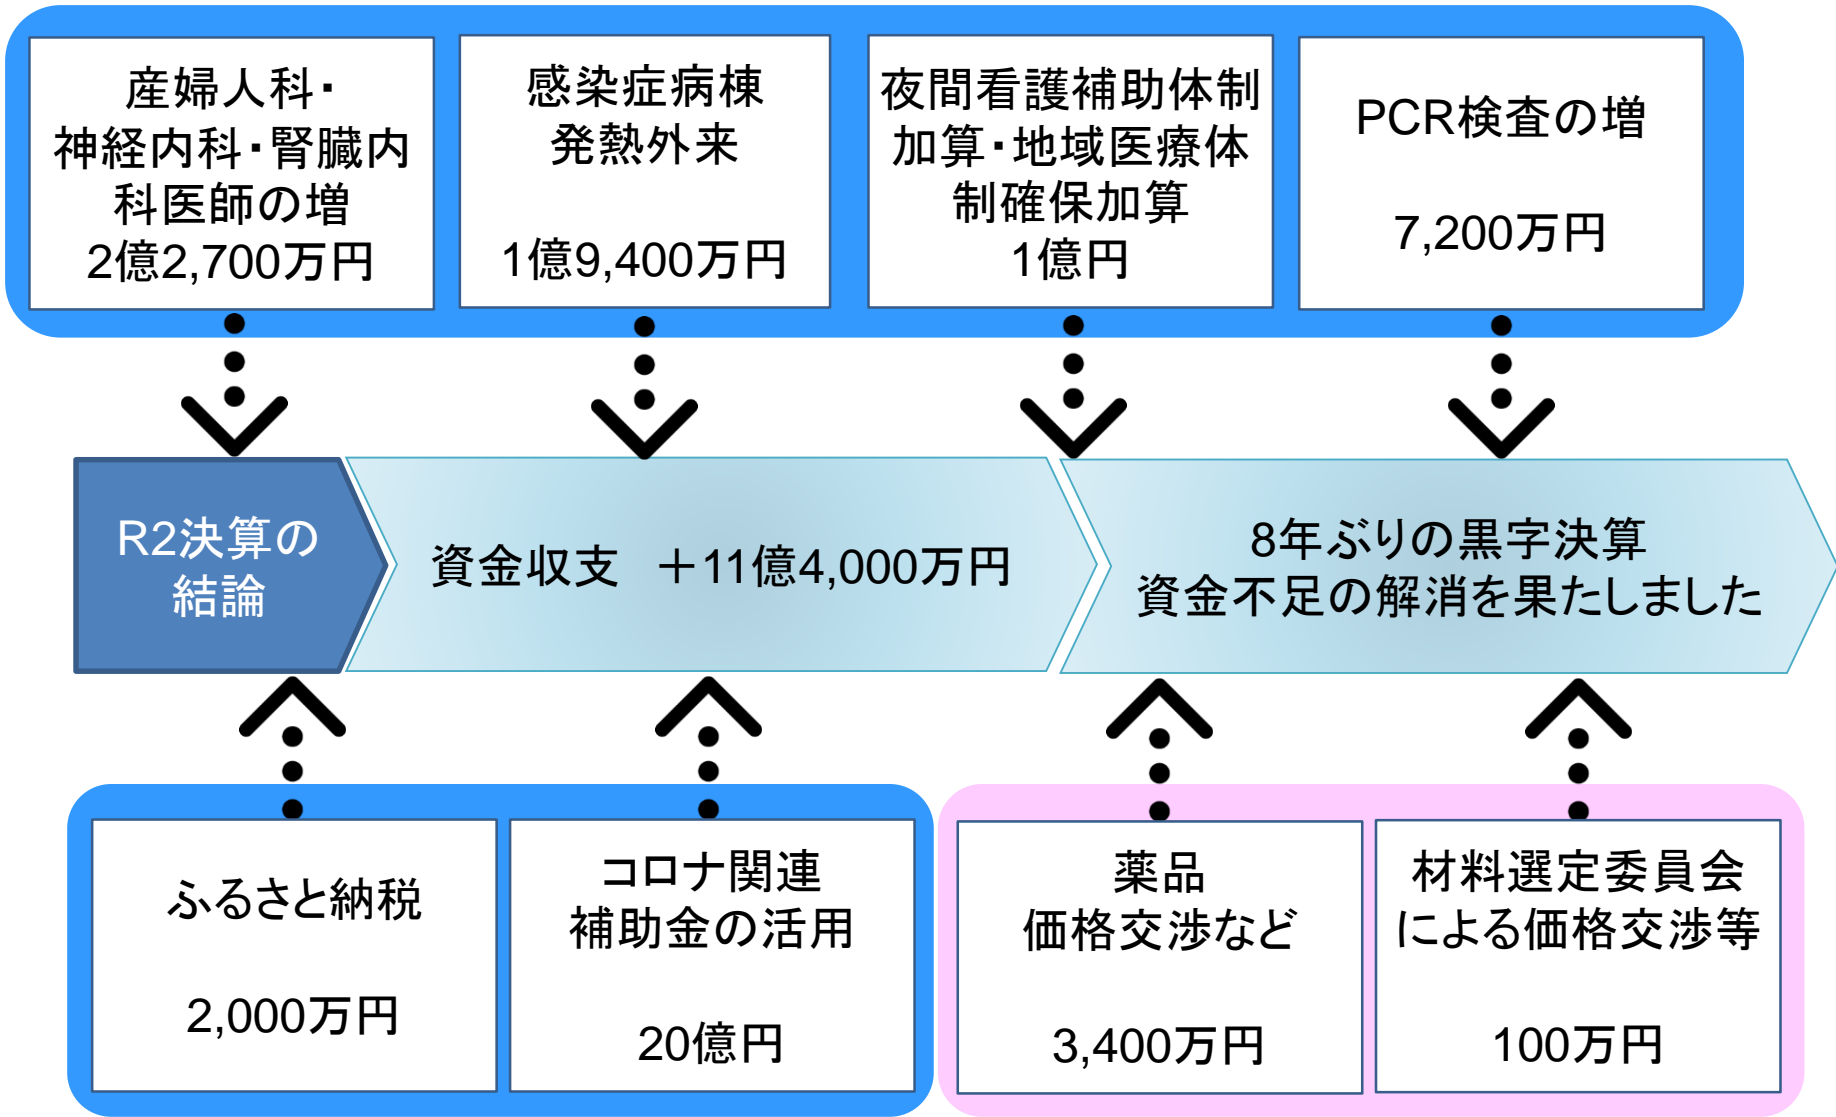 産婦人科・
神経内科・腎臓内
科医師の増
2億2,700万円
感染症病棟
発熱外来
1億9,400万円
夜間看護補助体制
加算・地域医療体
制確保加算
1億円
PCR検査の増
7,200万円
R2決算の
結論
資金収支　＋11億4,000万円
8年ぶりの黒字決算
資金不足の解消を果たしました
ふるさと納税
2,000万円
コロナ関連
補助金の活用
20億円
薬品
価格交渉など
3,400万円
材料選定委員会
による価格交渉等
100万円